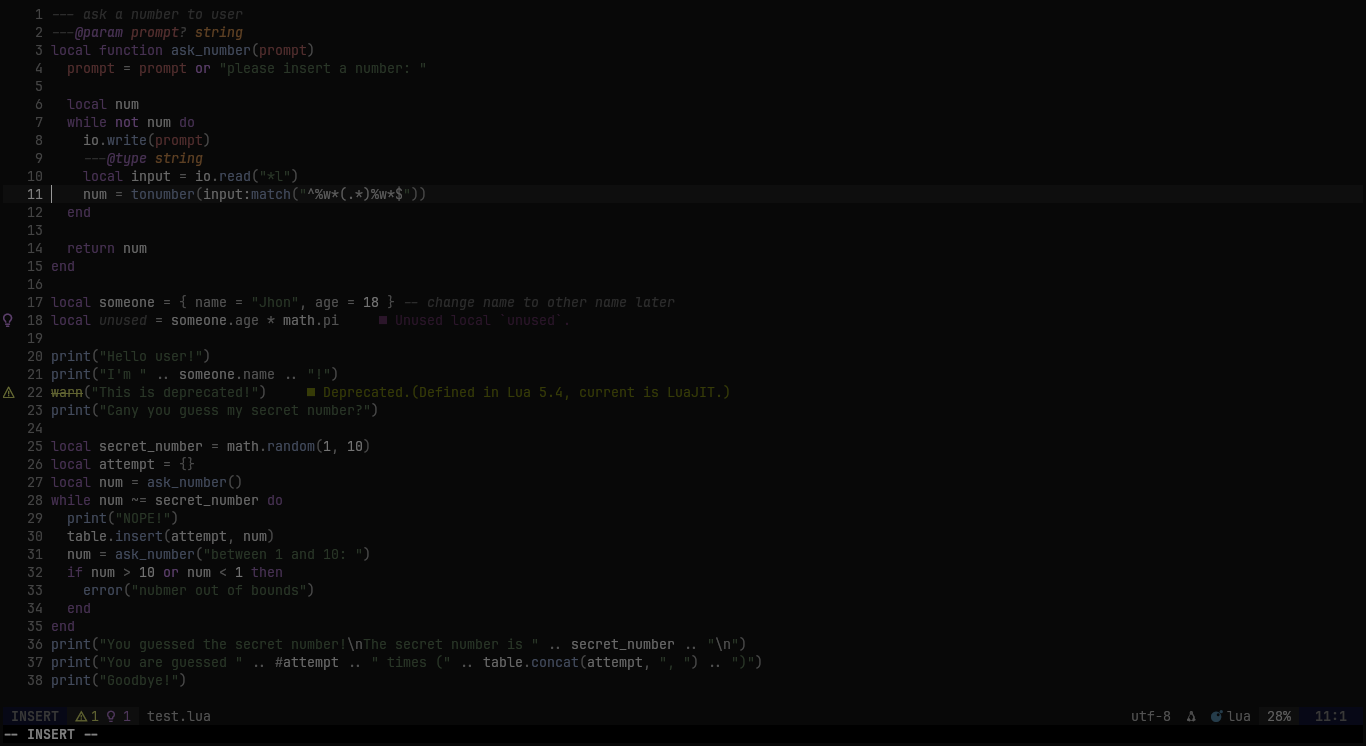 1 --- ask a number to user
2 ---@param prompt? string
3 local function ask_number(prompt)
4   prompt = prompt or "please insert a number: "
5
6   local num
7   while not num do
8     io.write(prompt)
9     ---@type string
10     local input = io.read("*l")
11     num = tonumber(input:match("^%w*(.*)%w*$"))
12   end
13
14   return num
15 end
16
17 local someone = { name = "Jhon", age = 18 } -- change name to other name later
18 local unused = someone.age * math.pi     ■ Unused local `unused`.
19
20 print("Hello user!")
21 print("I'm " .. someone.name .. "!")
22 warn("This is deprecated!")     ■ Deprecated.(Defined in Lua 5.4, current is LuaJIT.)
23 print("Cany you guess my secret number?")
24
25 local secret_number = math.random(1, 10)
26 local attempt = {}
27 local num = ask_number()
28 while num ~= secret_number do
29   print("NOPE!")
30   table.insert(attempt, num)
31   num = ask_number("between 1 and 10: ")
32   if num > 10 or num < 1 then
33     error("nubmer out of bounds")
34   end
35 end
36 print("You guessed the secret number!\nThe secret number is " .. secret_number .. "\n")
37 print("You are guessed " .. #attempt .. " times (" .. table.concat(attempt, ", ") .. ")")
38 print("Goodbye!")
INSERT 1 1 test.lua utf-8 lua 28% 11:1
-- INSERT --